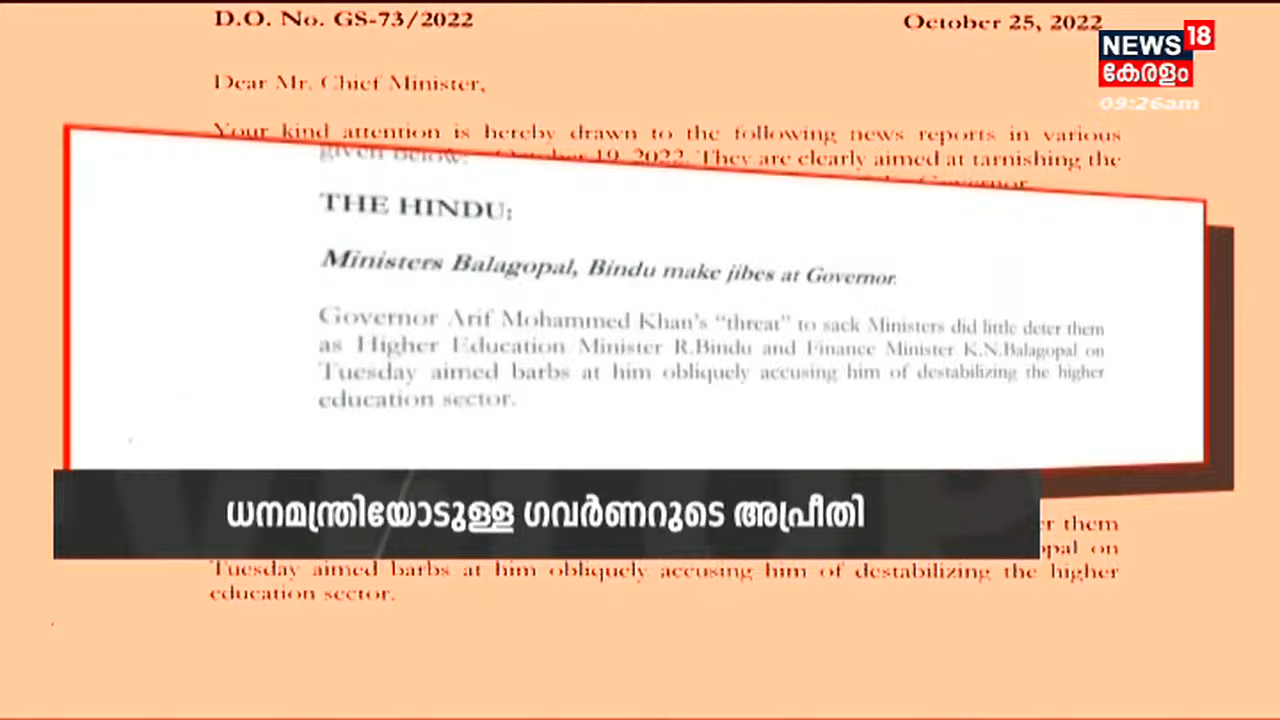 D.O. No. GS-73/2022
October 25, 2022
NEWS 18
കേരളം
09:26am
Dear Mr. Chief Minister,
Your kind attention is hereby drawn to the following news reports in various
given below: October 19, 2022. They are clearly aimed at tarnishing the
Governor.
THE HINDU:
Ministers Balagopal, Bindu make jibes at Governor.
Governor Arif Mohammed Khan's “threat” to sack Ministers did little deter them
as Higher Education Minister R.Bindu and Finance Minister K.N.Balagopal on
Tuesday aimed barbs at him obliquely accusing him of destabilizing the higher
education sector.
ധനമന്ത്രിയോടുള്ള ഗവർണറുടെ അപ്രീതി
them
on
Tuesday aimed barbs at him obliquely accusing him of destabilizing the higher
education sector.